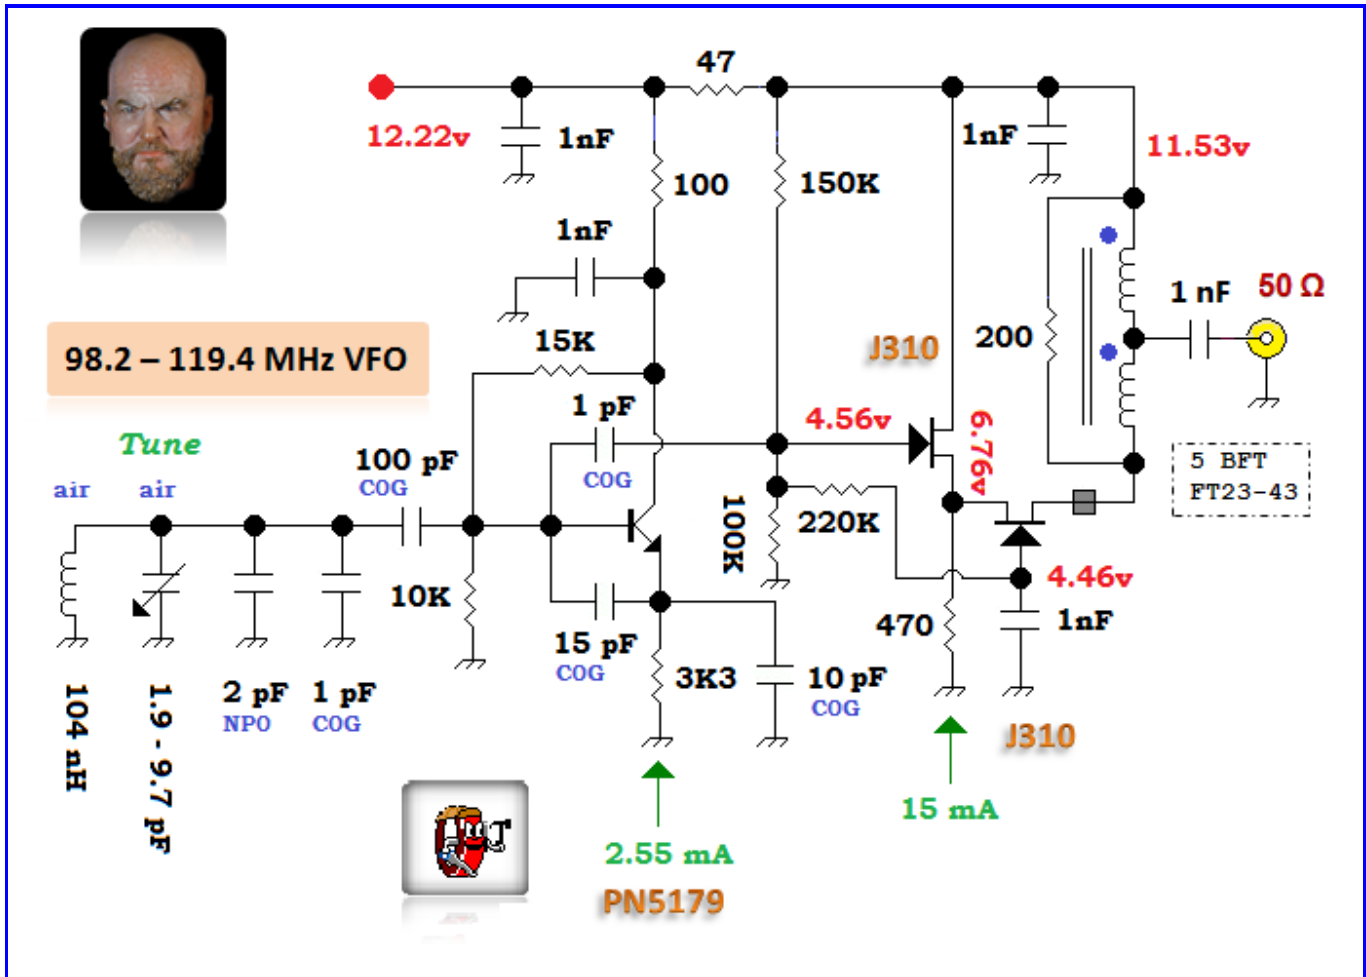 47
12.22v
1nF
100
150K
1nF
11.53v
1nF
15K
98.2 – 119.4 MHz VFO
1 pF
COG
J310
4.56v
6.76v
200
1 nF
50 Ω
5 BFT
FT23-43
Tune
air
air
100 pF
COG
10K
15 pF
COG
100K
220K
4.46v
470
1nF
3K3
10 pF
COG
104 nH
1.9 - 9.7 pF
2 pF
NPO
1 pF
COG
J310
15 mA
2.55 mA
PN5179